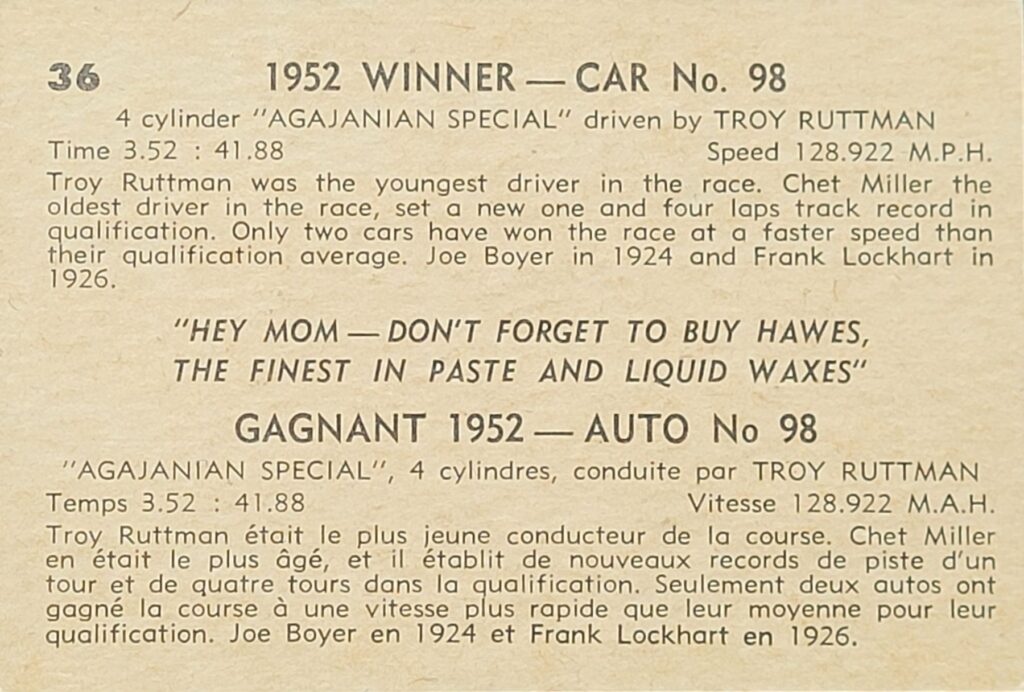 36 1952 WINNER — CAR No. 98
4 cylinder "AGAJANIAN SPECIAL" driven by TROY RUTTMAN
Time 3.52 : 41.88 Speed 128.922 M.P.H.
Troy Ruttman was the youngest driver in the race. Chet Miller the
oldest driver in the race, set a new one and four laps track record in
qualification. Only two cars have won the race at a faster speed than
their qualification average. Joe Boyer in 1924 and Frank Lockhart in
1926.
"HEY MOM — DON'T FORGET TO BUY HAWES,
THE FINEST IN PASTE AND LIQUID WAXES"
GAGNANT 1952 — AUTO No 98
"AGAJANIAN SPECIAL", 4 cylindres, conduite par TROY RUTTMAN
Temps 3.52 : 41.88 Vitesse 128.922 M.A.H.
Troy Ruttman était le plus jeune conducteur de la course. Chet Miller
en était le plus âgé, et il établit de nouveaux records de piste d'un
tour et de quatre tours dans la qualification. Seulement deux autos ont
gagné la course à une vitesse plus rapide que leur moyenne pour leur
qualification. Joe Boyer en 1924 et Frank Lockhart en 1926.